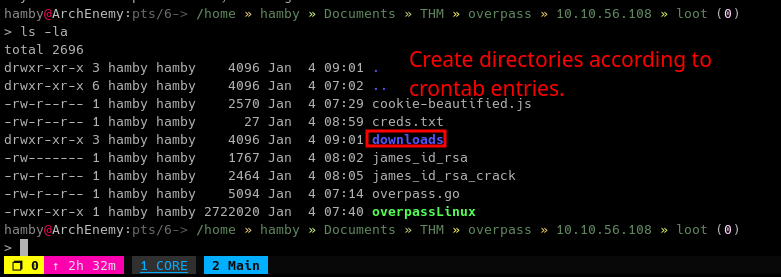 hamby@ArchEnemy:pts/6-> /home » hamby » Documents » THM » overpass » 10.10.56.108 » loot (0)
> ls -la
total 2696
drwxr-xr-x 3 hamby hamby    4096 Jan  4 09:01 .
drwxr-xr-x 6 hamby hamby    4096 Jan  4 07:02 ..
-rw-r--r-- 1 hamby hamby    2570 Jan  4 07:29 cookie-beautified.js
-rw-r--r-- 1 hamby hamby      27 Jan  4 08:59 creds.txt
drwxr-xr-x 3 hamby hamby    4096 Jan  4 09:01 downloads
-rw------- 1 hamby hamby    1767 Jan  4 08:02 james_id_rsa
-rw-r--r-- 1 hamby hamby    2464 Jan  4 08:05 james_id_rsa_crack
-rw-r--r-- 1 hamby hamby    5094 Jan  4 07:14 overpass.go
-rwxr-xr-x 1 hamby hamby 2722020 Jan  4 07:40 overpassLinux
hamby@ArchEnemy:pts/6-> /home » hamby » Documents » THM » overpass » 10.10.56.108 » loot (0)
>
Create directories according to
crontab entries.
0 ↑ 2h 32m 1 CORE 2 Main